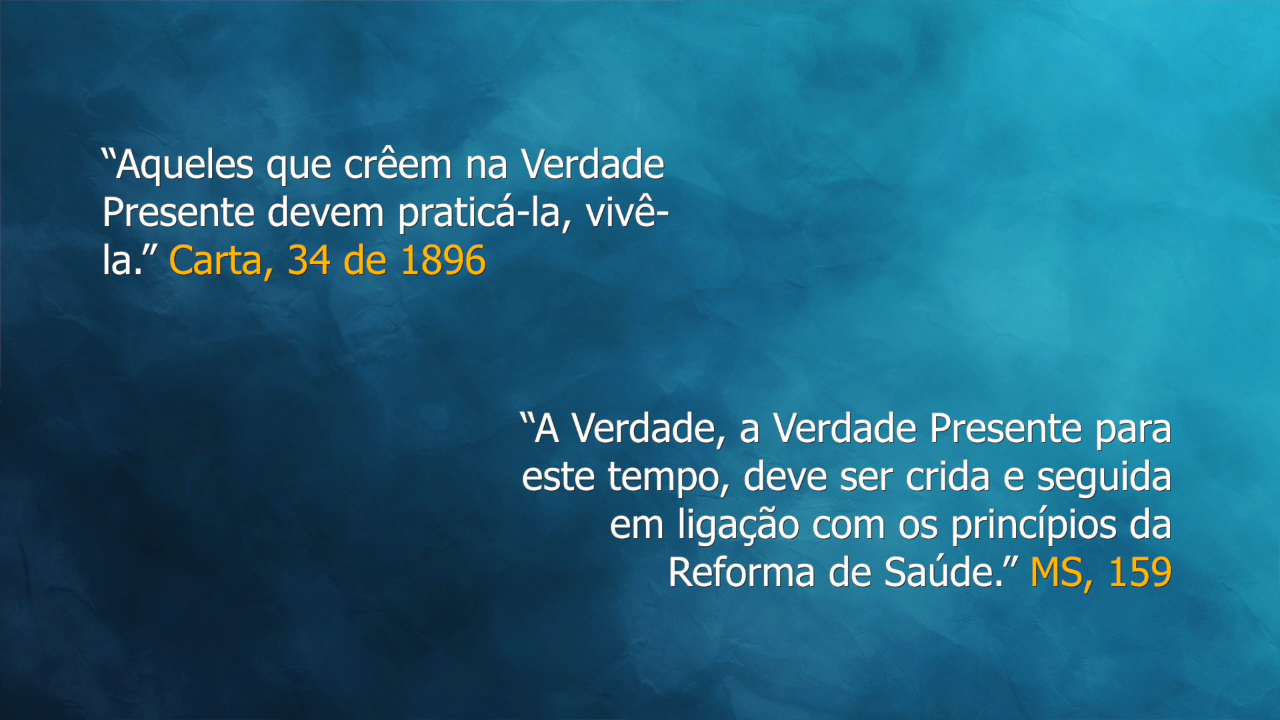 “Aqueles que crêem na Verdade
Presente devem praticá-la, vivê-
la.” Carta, 34 de 1896
“A Verdade, a Verdade Presente para
este tempo, deve ser crida e seguida
em ligação com os princípios da
Reforma de Saúde.” MS, 159